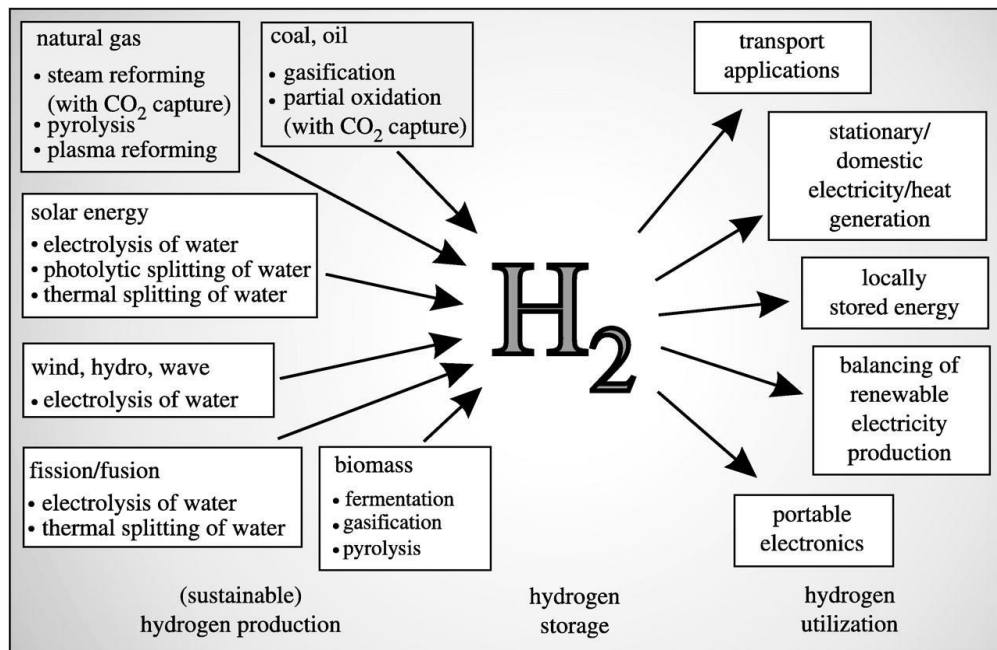 natural gas
• steam reforming
(with CO₂ capture)
• pyrolysis
• plasma reforming
coal, oil
• gasification
• partial oxidation
(with CO₂ capture)
solar energy
• electrolysis of water
• photolytic splitting of water
• thermal splitting of water
wind, hydro, wave
• electrolysis of water
fission/fusion
• electrolysis of water
• thermal splitting of water
biomass
• fermentation
• gasification
• pyrolysis
H₂
transport
applications
stationary/
domestic
electricity/heat
generation
locally
stored energy
balancing of
renewable
electricity
production
portable
electronics
(sustainable)
hydrogen production
hydrogen
storage
hydrogen
utilization